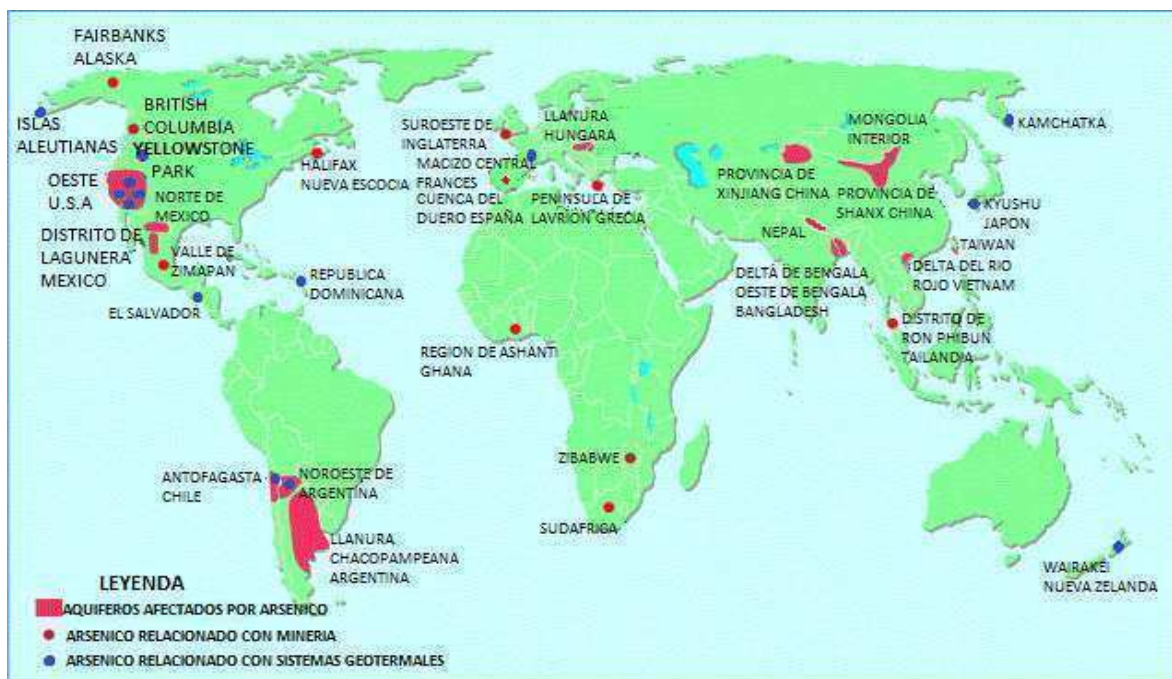 FAIRBANKS
ALASKA
ISLAS
ALEUTIANAS
BRITISH
COLUMBIA
YELLOWSTONE
PARK
OESTE
U.S.A
NORTE DE
MEXICO
DISTRITO DE
LAGUNERA
MEXICO
VALLE DE
ZIMAPAN
EL SALVADOR
REPUBLICA
DOMINICANA
HALIFAX
NUEVA ESCOCIA
SUROESTE DE
INGLATERRA
MACIZO CENTRAL
FRANCES
CUENCA DEL
DUERO ESPAÑA
LLANURA
HUNGARA
PENINSULA DE
LAVRION GRECIA
PROVINCIA DE
XINJIANG CHINA
MONGOLIA
INTERIOR
PROVINCIA DE
SHANX CHINA
KAMCHATKA
KYUSHU
JAPON
NEPAL
TAIWAN
DELTA DE BENGALA
OESTE DE BENGALA
BANGLADESH
DELTA DEL RIO
ROJO VIETNAM
DISTRITO DE
RON PHIBUN
TAILANDIA
REGION DE ASHANTI
GHANA
ZIBABWE
SUDAFRICA
ANTOFAGASTA
CHILE
NOROESTE DE
ARGENTINA
LLANURA
CHACOPAMPEANA
ARGENTINA
WAIRAKEI
NUEVA ZELANDA
LEYENDA
AQUIFEROS AFECTADOS POR ARSENICO
ARSENICO RELACIONADO CON MINERIA
ARSENICO RELACIONADO CON SISTEMAS GEOTERMALES